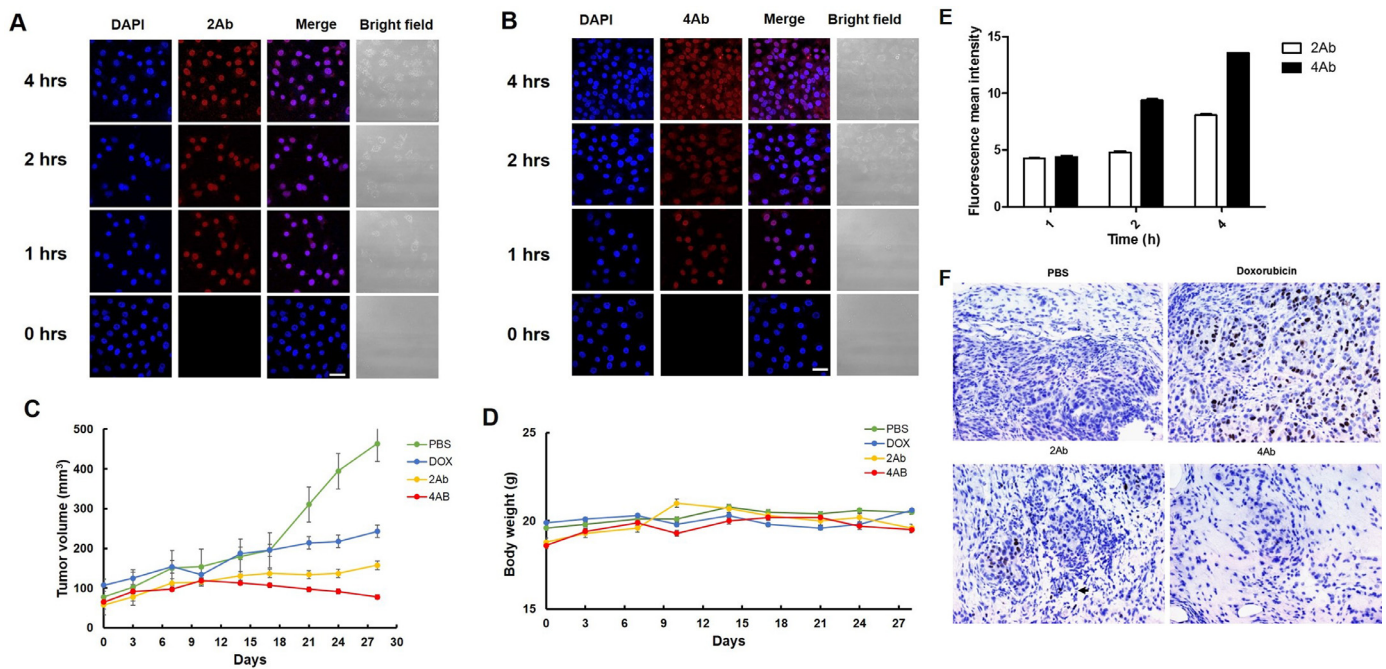 A
DAPI 2Ab Merge Bright field
4 hrs
2 hrs
1 hrs
0 hrs
B
DAPI 4Ab Merge Bright field
4 hrs
2 hrs
1 hrs
0 hrs
E
15
10
5
0
Fluorescence mean intensity
1 2 4
Time (h)
2Ab
4Ab
C
500
400
300
200
100
0
Tumor volume (mm³)
0 3 6 9 12 15 18 21 24 27 30
Days
PBS
DOX
2Ab
4AB
D
25
20
15
Body weight (g)
0 3 6 9 12 15 18 21 24 27
Days
PBS
DOX
2Ab
4AB
F
PBS Doxorubicin
2Ab 4Ab